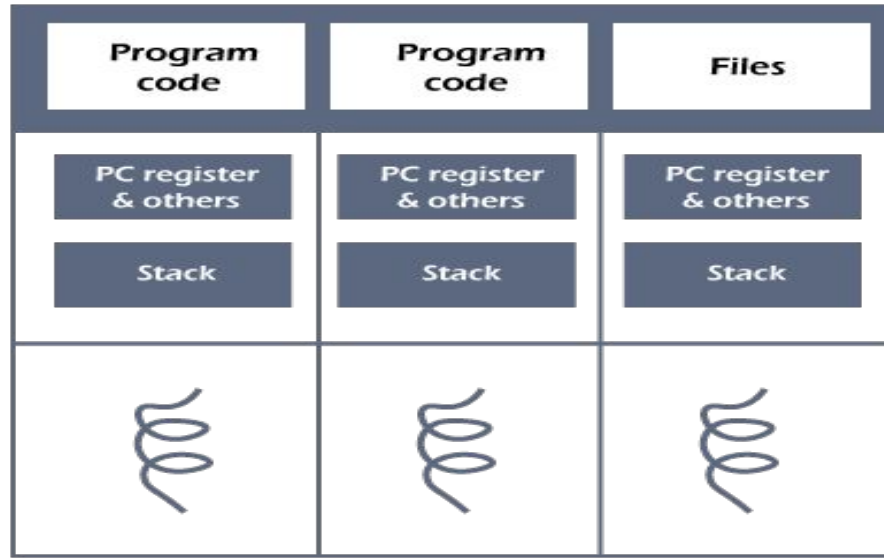 Program
code
Program
code
Files
PC register
& others
PC register
& others
PC register
& others
Stack
Stack
Stack